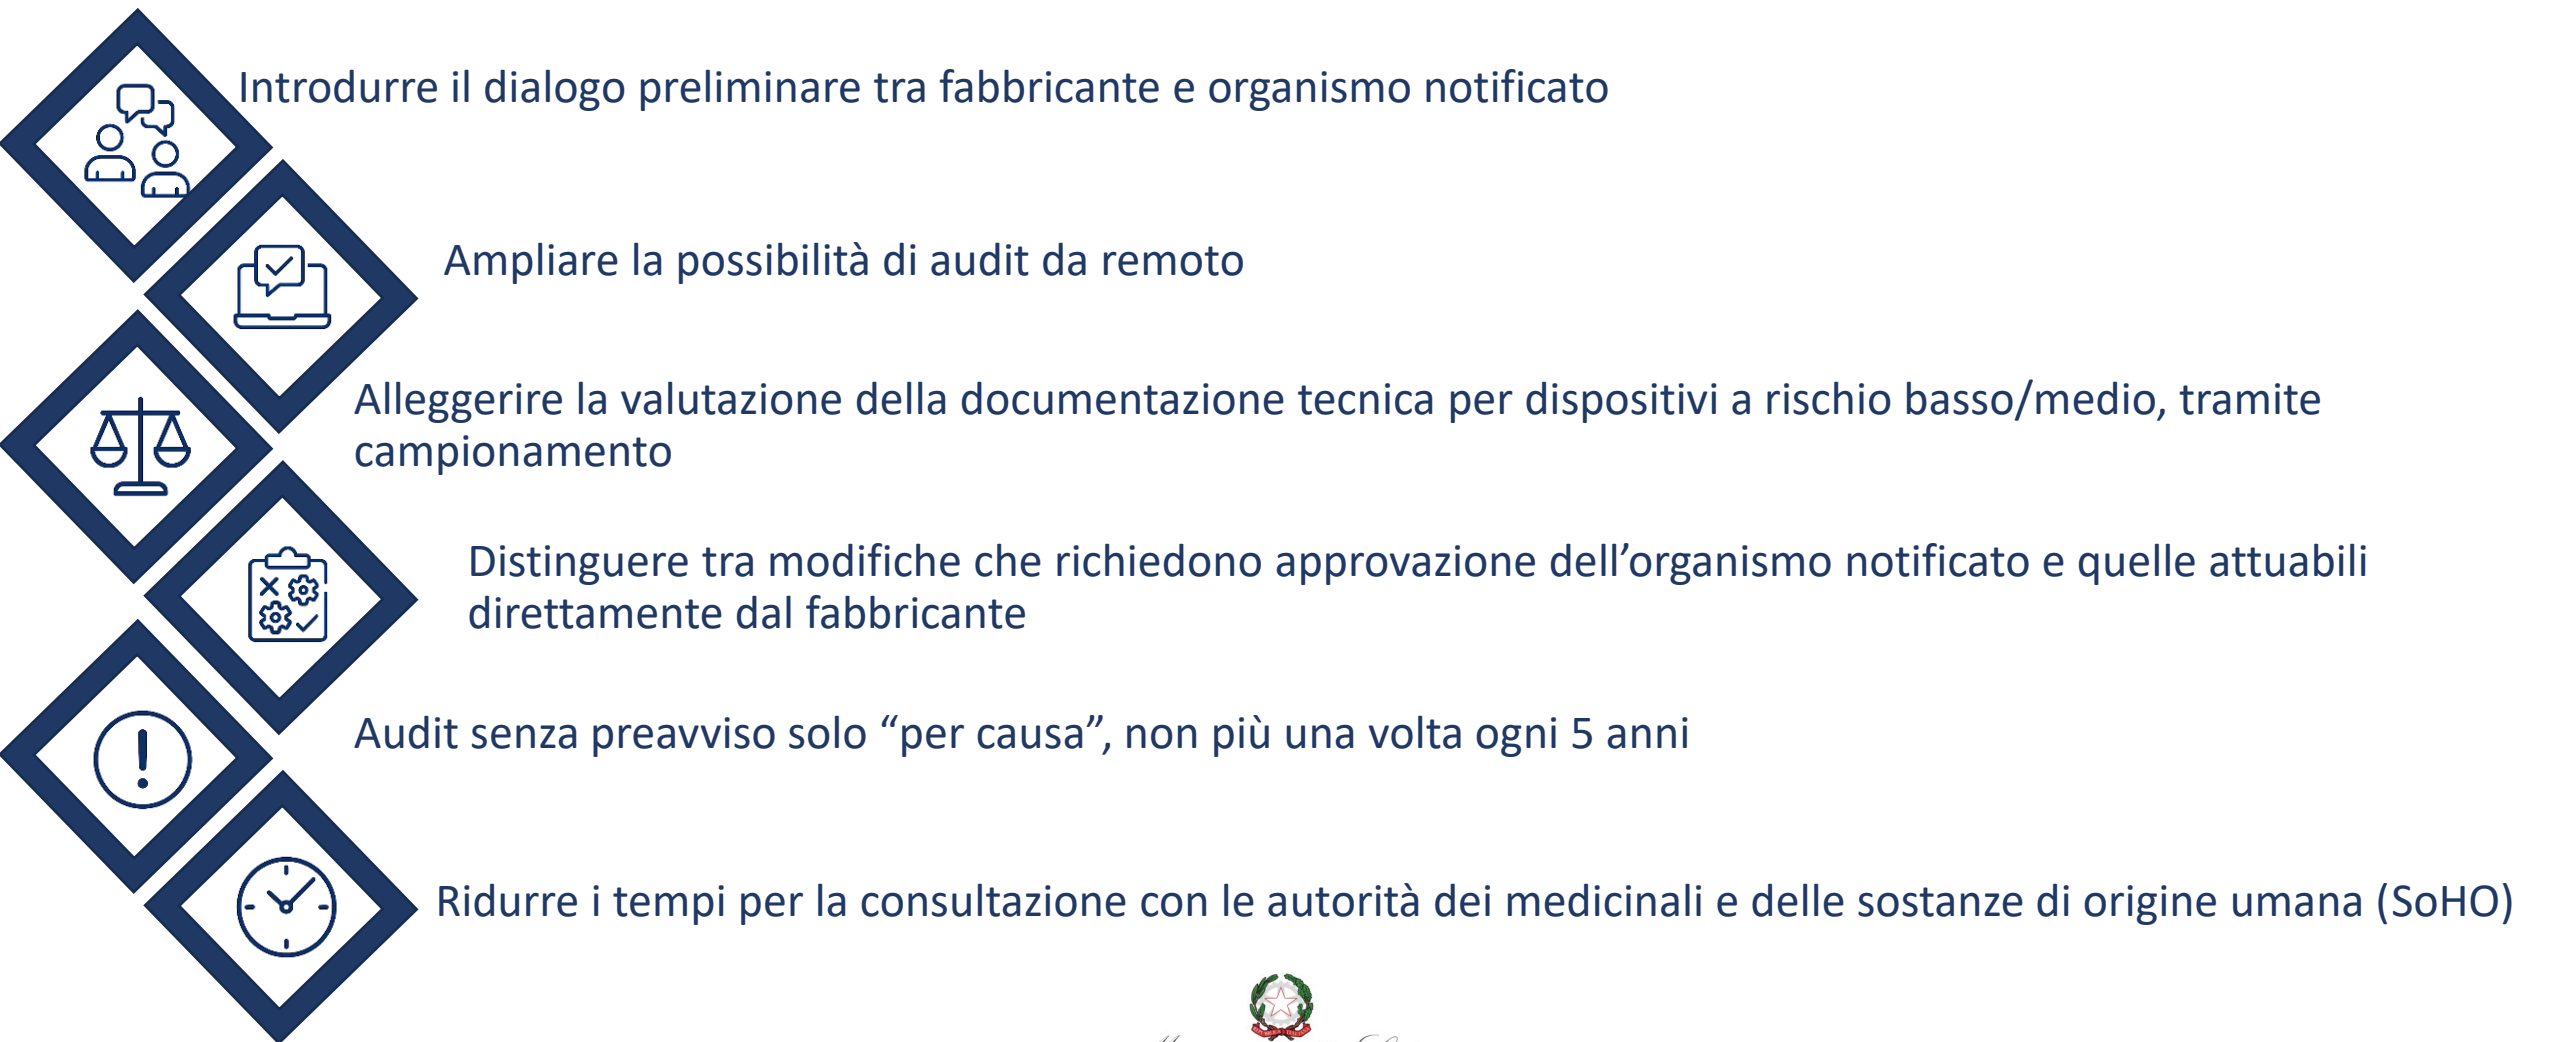 Introdurre il dialogo preliminare tra fabbricante e organismo notificato
Ampliare la possibilità di audit da remoto
Alleggerire la valutazione della documentazione tecnica per dispositivi a rischio basso/medio, tramite
campionamento
Distinguere tra modifiche che richiedono approvazione dell’organismo notificato e quelle attuabili
direttamente dal fabbricante
Audit senza preavviso solo “per causa”, non più una volta ogni 5 anni
Ridurre i tempi per la consultazione con le autorità dei medicinali e delle sostanze di origine umana (SoHO)